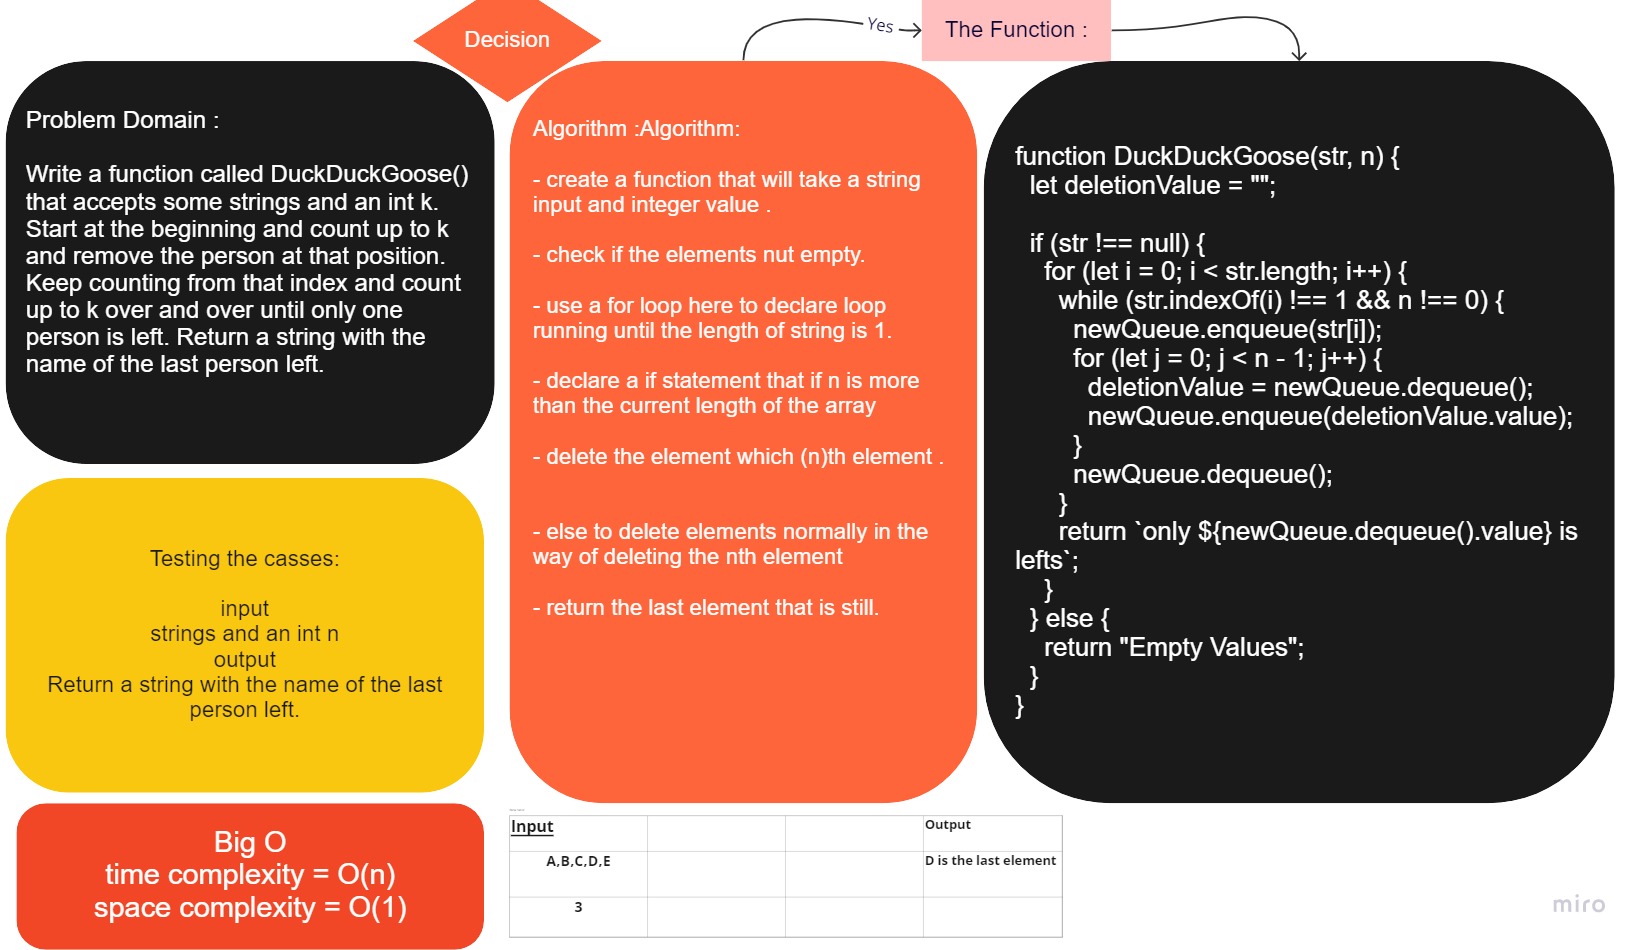 Decision
Yes
The Function :
Problem Domain :
Write a function called DuckDuckGoose()
that accepts some strings and an int k.
Start at the beginning and count up to k
and remove the person at that position.
Keep counting from that index and count
up to k over and over until only one
person is left. Return a string with the
name of the last person left.
Testing the casses:
input
strings and an int n
output
Return a string with the name of the last
person left.
Big O
time complexity = O(n)
space complexity = O(1)
Algorithm :Algorithm:
- create a function that will take a string
input and integer value .
- check if the elements nut empty.
- use a for loop here to declare loop
running until the length of string is 1.
- declare a if statement that if n is more
than the current length of the array
- delete the element which (n)th element .
- else to delete elements normally in the
way of deleting the nth element
- return the last element that is still.
function DuckDuckGoose(str, n) {
let deletionValue = "";
if (str !== null) {
for (let i = 0; i < str.length; i++) {
while (str.indexOf(i) !== 1 && n !== 0) {
newQueue.enqueue(str[i]);
for (let j = 0; j < n - 1; j++) {
deletionValue = newQueue.dequeue();
newQueue.enqueue(deletionValue.value);
}
newQueue.dequeue();
}
return `only ${newQueue.dequeue().value} is
lefts`;
}
} else {
return "Empty Values";
}
}
Input Output
A,B,C,D,E D is the last element
3
miro